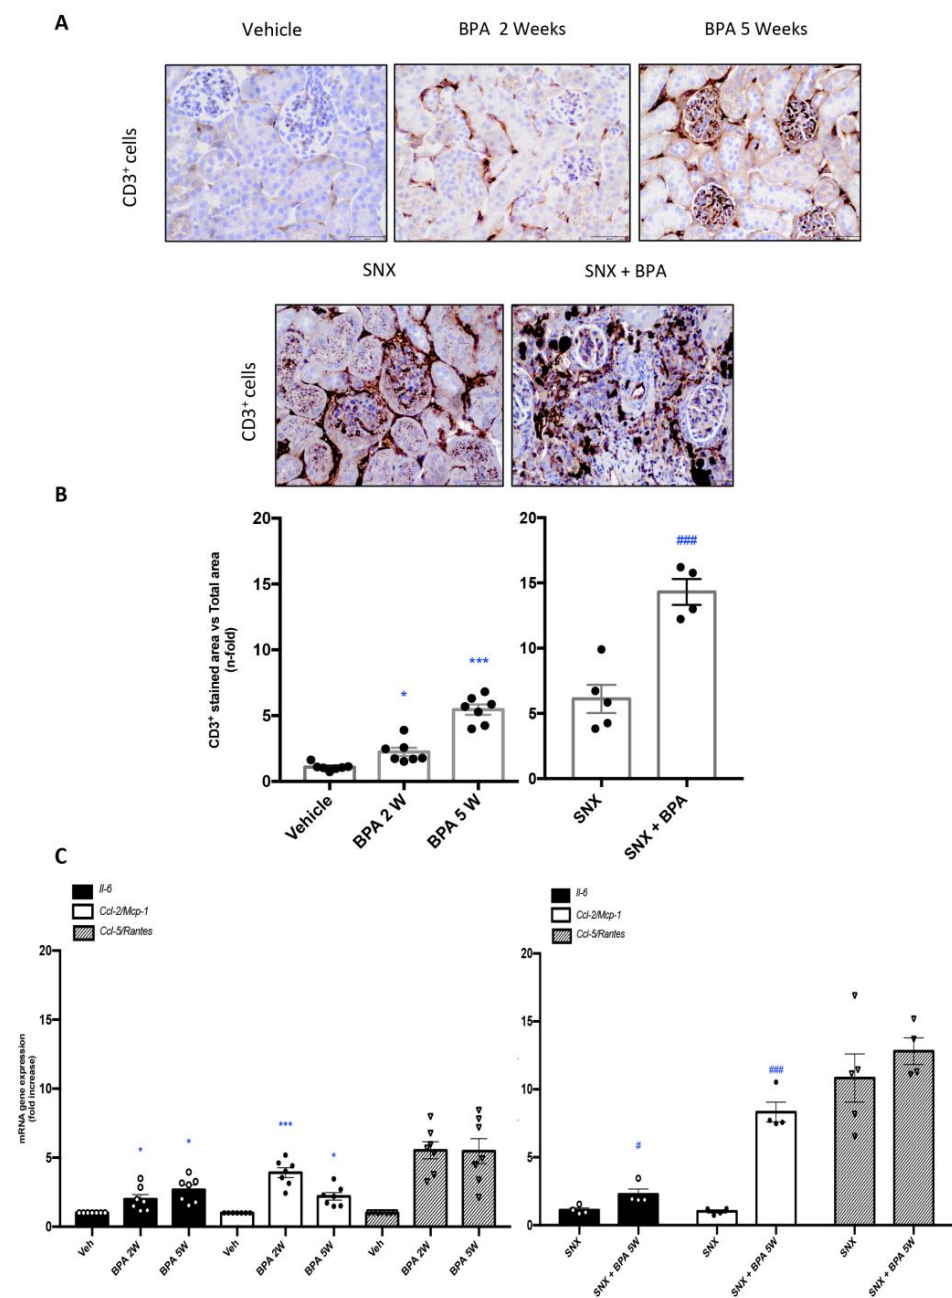 A
Vehicle
BPA 2 Weeks
BPA 5 Weeks
CD3+ cells
SNX
SNX + BPA
CD3+ cells
B
CD3+ stained area vs Total area
(n-fold)
20
15
10
5
0
*
***
Vehicle
BPA 2 W
BPA 5 W
20
15
10
5
0
###
SNX
SNX + BPA
C
Il-6
Ccl-2/Mcp-1
Ccl-5/Rantes
mRNA gene expression
(fold increase)
20
15
10
5
0
*
*
***
*
Veh
BPA 2W
BPA 5W
Veh
BPA 2W
BPA 5W
Veh
BPA 2W
BPA 5W
Il-6
Ccl-2/Mcp-1
Ccl-5/Rantes
20
15
10
5
0
#
###
SNX
SNX + BPA 5W
SNX
SNX + BPA 5W
SNX
SNX + BPA 5W